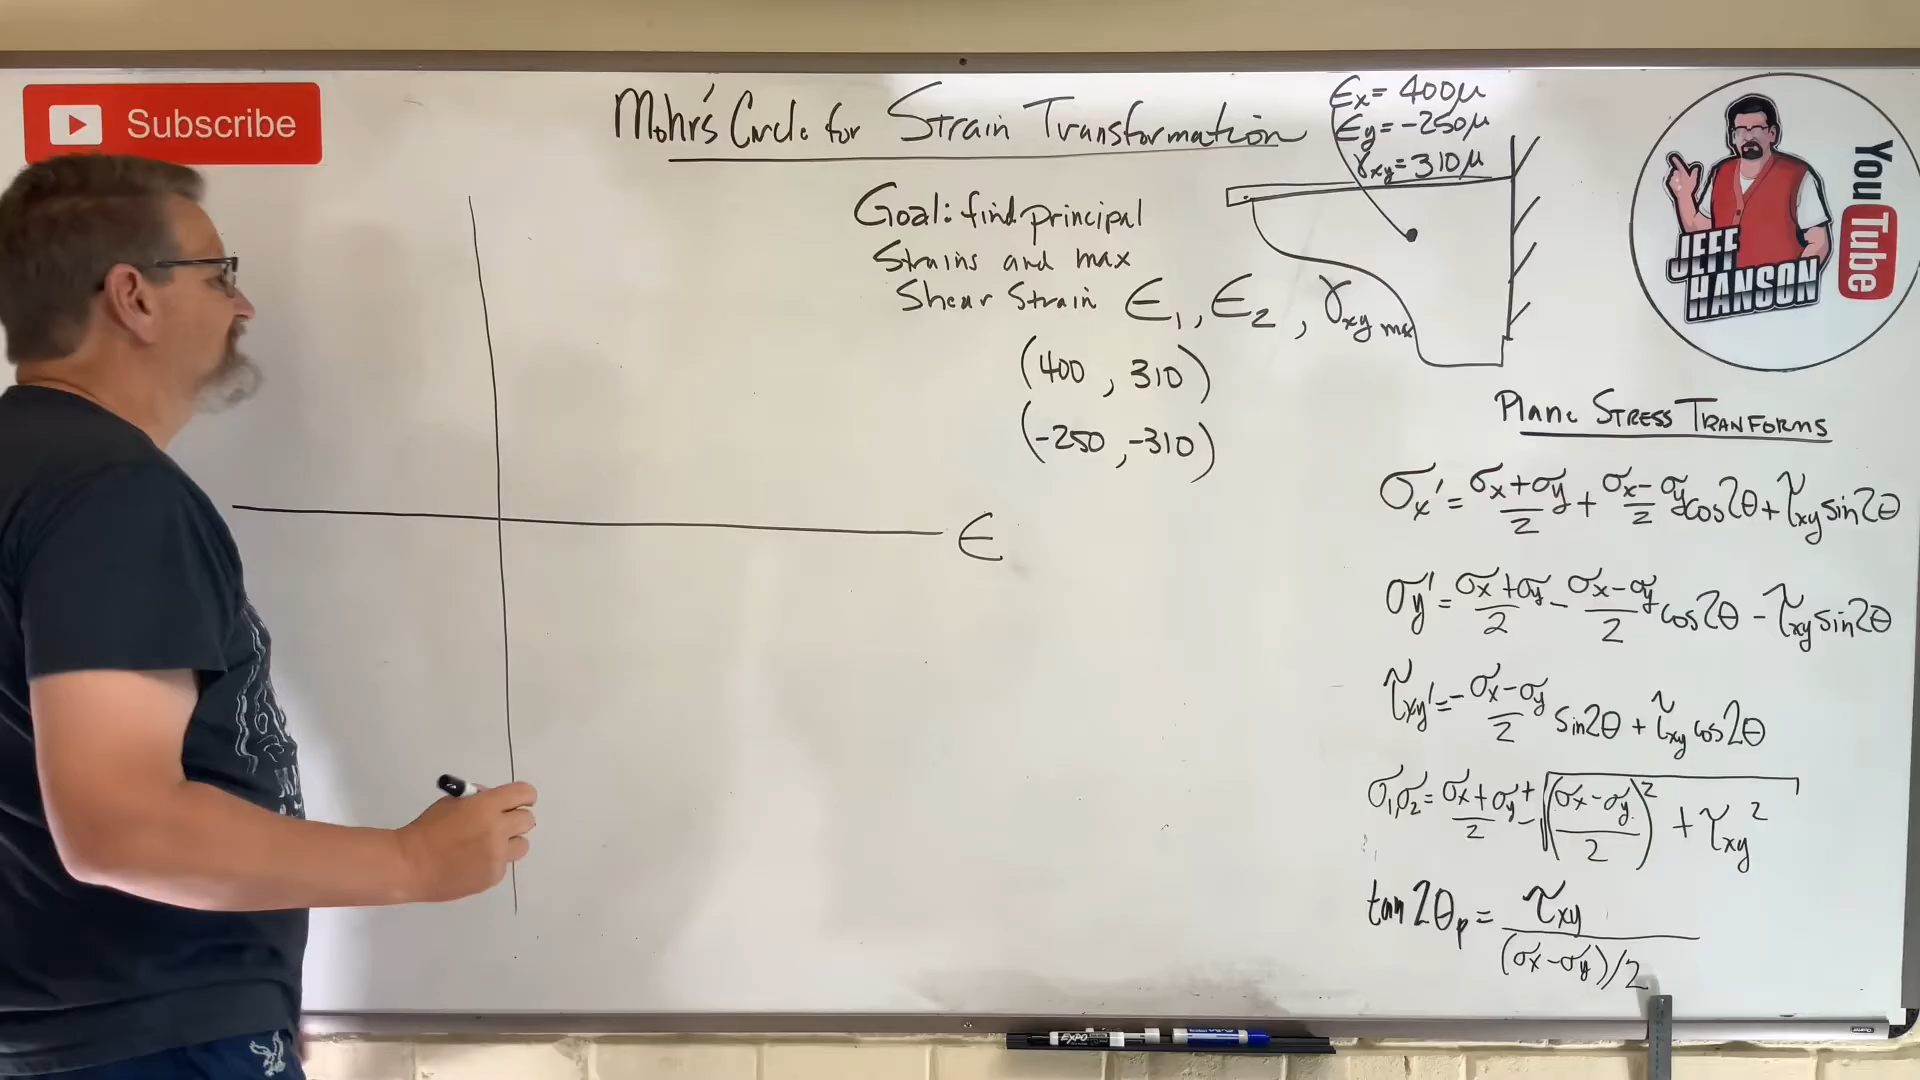 Subscribe
Mohr's Circle for Strain Transformation
Goal: find principal
Strains and max
Shear Strain ϵ₁, ϵ₂, γxy max
(400, 310)
(-250, -310)
ϵ
ϵx = 400μ
ϵy = -250μ
γxy = 310μ
JEFF
HANSON
YouTube
PLANE STRESS TRANFORMS
σx' = (σx + σy)/2 + (σx - σy)/2 cos2θ + τxy sin2θ
σy' = (σx + σy)/2 - (σx - σy)/2 cos2θ - τxy sin2θ
τxy' = - (σx - σy)/2 sin2θ + τxy cos2θ
σ₁,σ₂ = (σx + σy)/2 ± √(((σx - σy)/2)² + τxy²)
tan2θp = τxy/((σx - σy)/2)
EXPO